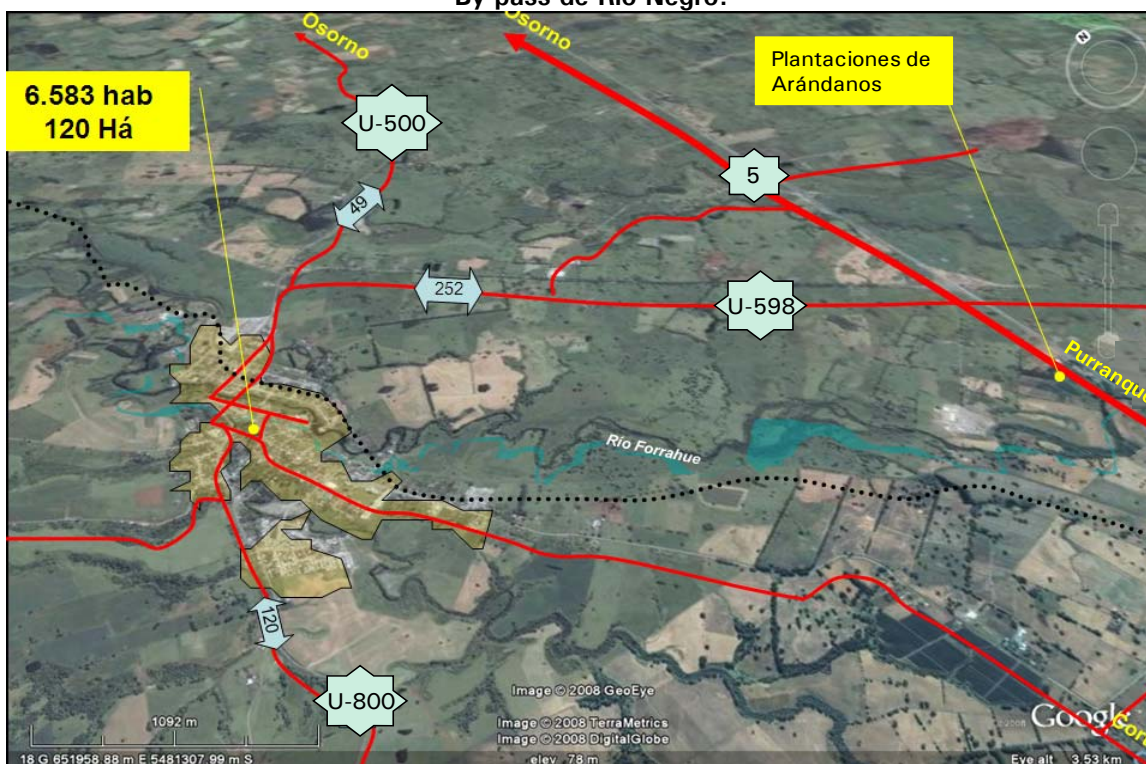 By pass de Río Negro.
Osorno
Osorno
6.583 hab
120 Há
Plantaciones de
Arándanos
N
U-500
5
49
252
U-598
Purranque
Río Forrahue
120
U-800
1092 m
Image © 2008 GeoEye
Image © 2008 TerraMetrics
Image © 2008 DigitalGlobe
©2008 Google
18 G 651958.88 m E 5481307.99 m S
elev 78 m
Eye alt 3.53 km